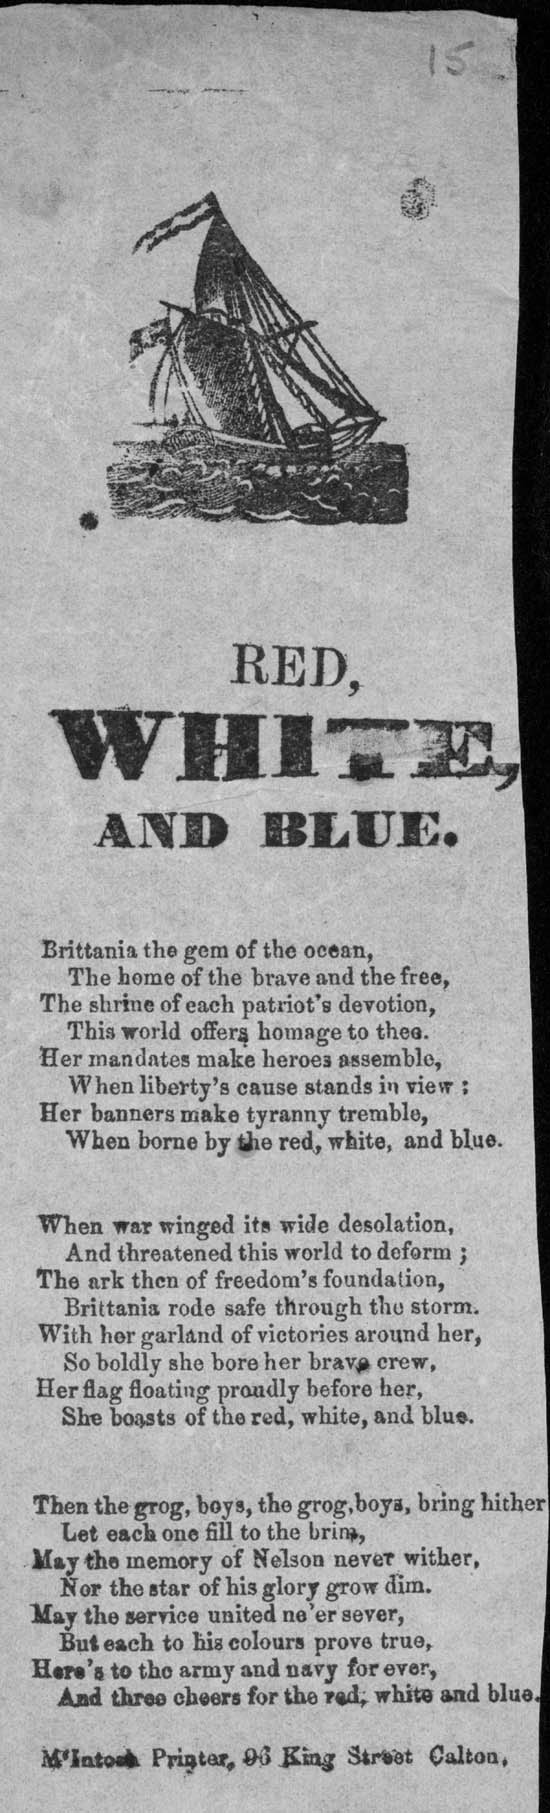 15
RED,
WHITE,
AND BLUE.
Brittania the gem of the ocean,
The home of the brave and the free,
The shrine of each patriot's devotion,
This world offers homage to thee.
Her mandates make heroes assemble,
When liberty's cause stands in view ;
Her banners make tyranny tremble,
When borne by the red, white, and blue.
When war winged its wide desolation,
And threatened this world to deform ;
The ark then of freedom's foundation,
Brittania rode safe through the storm.
With her garland of victories around her,
So boldly she bore her brave crew,
Her flag floating proudly before her,
She boasts of the red, white, and blue.
Then the grog, boys, the grog,boys, bring hither
Let each one fill to the brim,
May the memory of Nelson never wither,
Nor the star of his glory grow dim.
May the service united ne'er sever,
But each to his colours prove true,
Here's to the army and navy for ever,
And three cheers for the red, white and blue.
M'Intosh Printer, 96 King Street Calton,